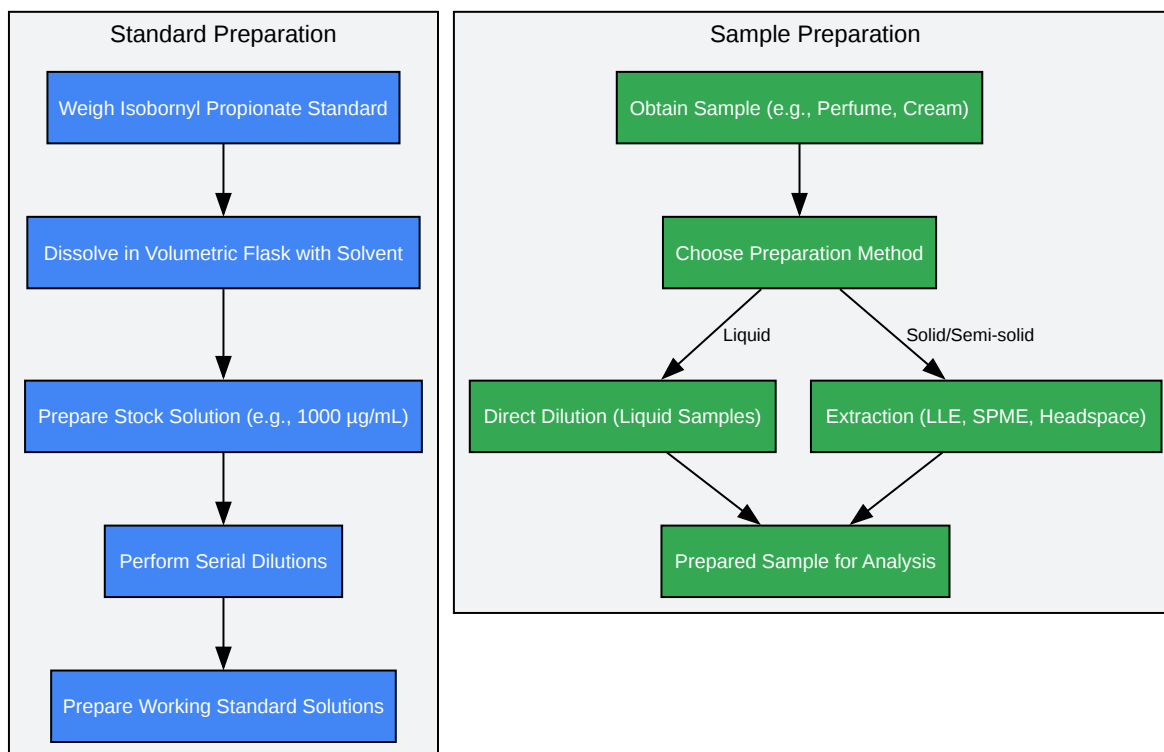 Standard Preparation
Weigh Isobornyl Propionate Standard
Dissolve in Volumetric Flask with Solvent
Prepare Stock Solution (e.g., 1000 µg/mL)
Perform Serial Dilutions
Prepare Working Standard Solutions
Sample Preparation
Obtain Sample (e.g., Perfume, Cream)
Choose Preparation Method
Liquid
Solid/Semi-solid
Direct Dilution (Liquid Samples)
Extraction (LLE, SPME, Headspace)
Prepared Sample for Analysis